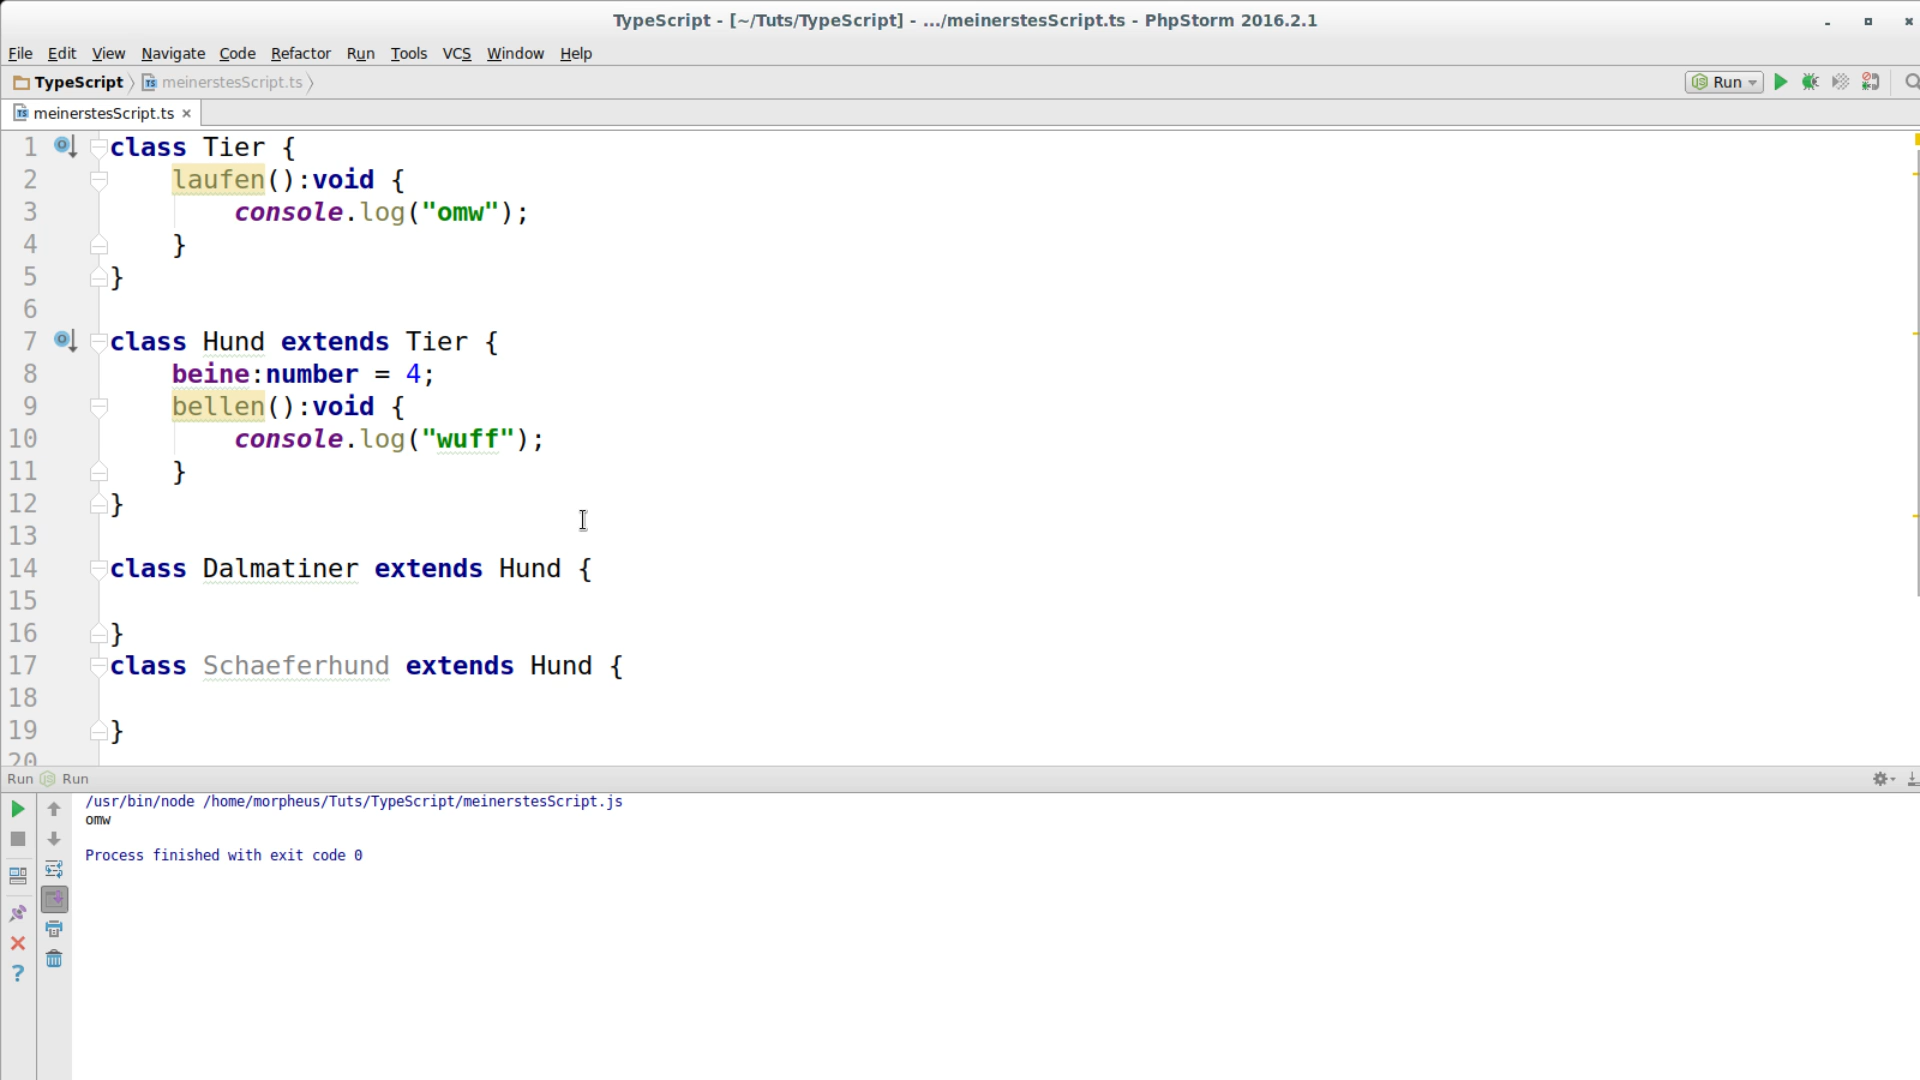 TypeScript - [~/Tuts/TypeScript] - .../meinerstesScript.ts - PhpStorm 2016.2.1
File Edit View Navigate Code Refactor Run Tools VCS Window Help
TypeScript meinerstesScript.ts Run
meinerstesScript.ts
1 class Tier {
2 laufen():void {
3 console.log("omw");
4 }
5 }
6
7 class Hund extends Tier {
8 beine:number = 4;
9 bellen():void {
10 console.log("wuff");
11 }
12 }
13
14 class Dalmatiner extends Hund {
15
16 }
17 class Schaeferhund extends Hund {
18
19 }
20
Run Run
/usr/bin/node /home/morpheus/Tuts/TypeScript/meinerstesScript.js
omw
Process finished with exit code 0